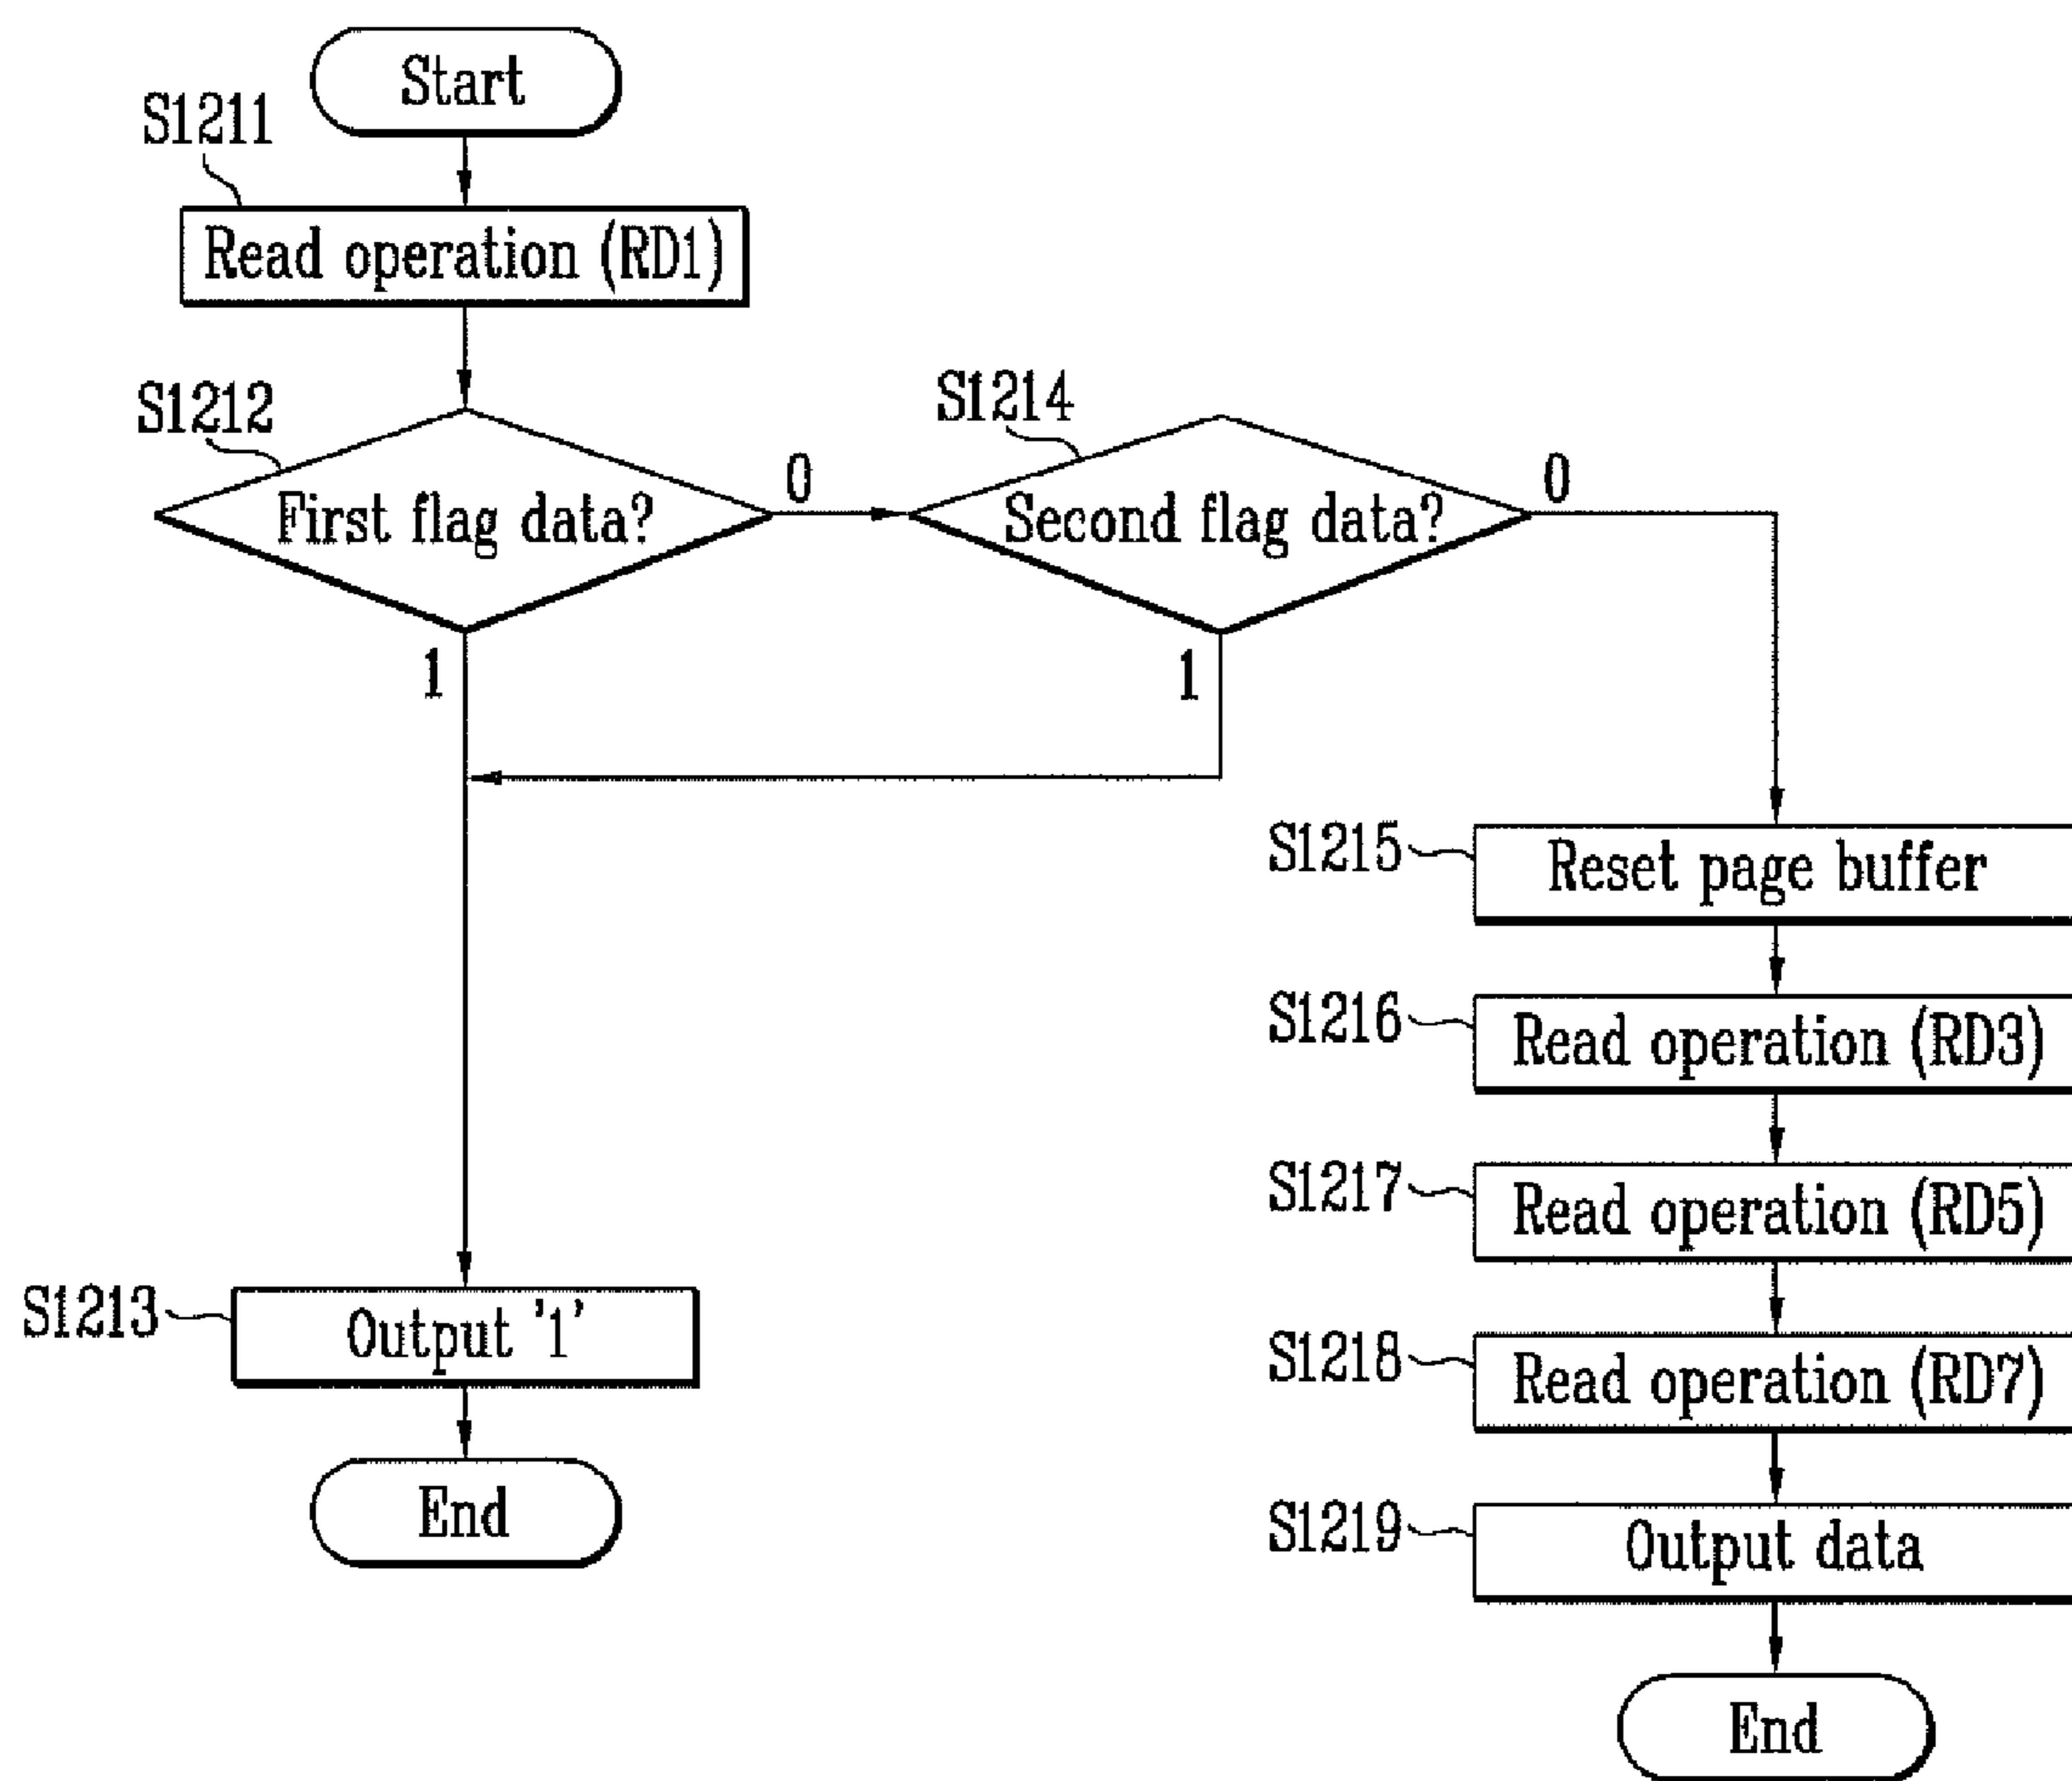 Start
S1211
Read operation (RD1)
S1212
First flag data?
0
1
S1214
Second flag data?
0
1
S1215
Reset page buffer
S1216
Read operation (RD3)
S1217
Read operation (RD5)
S1218
Read operation (RD7)
S1219
Output data
End
S1213
Output '1'
End